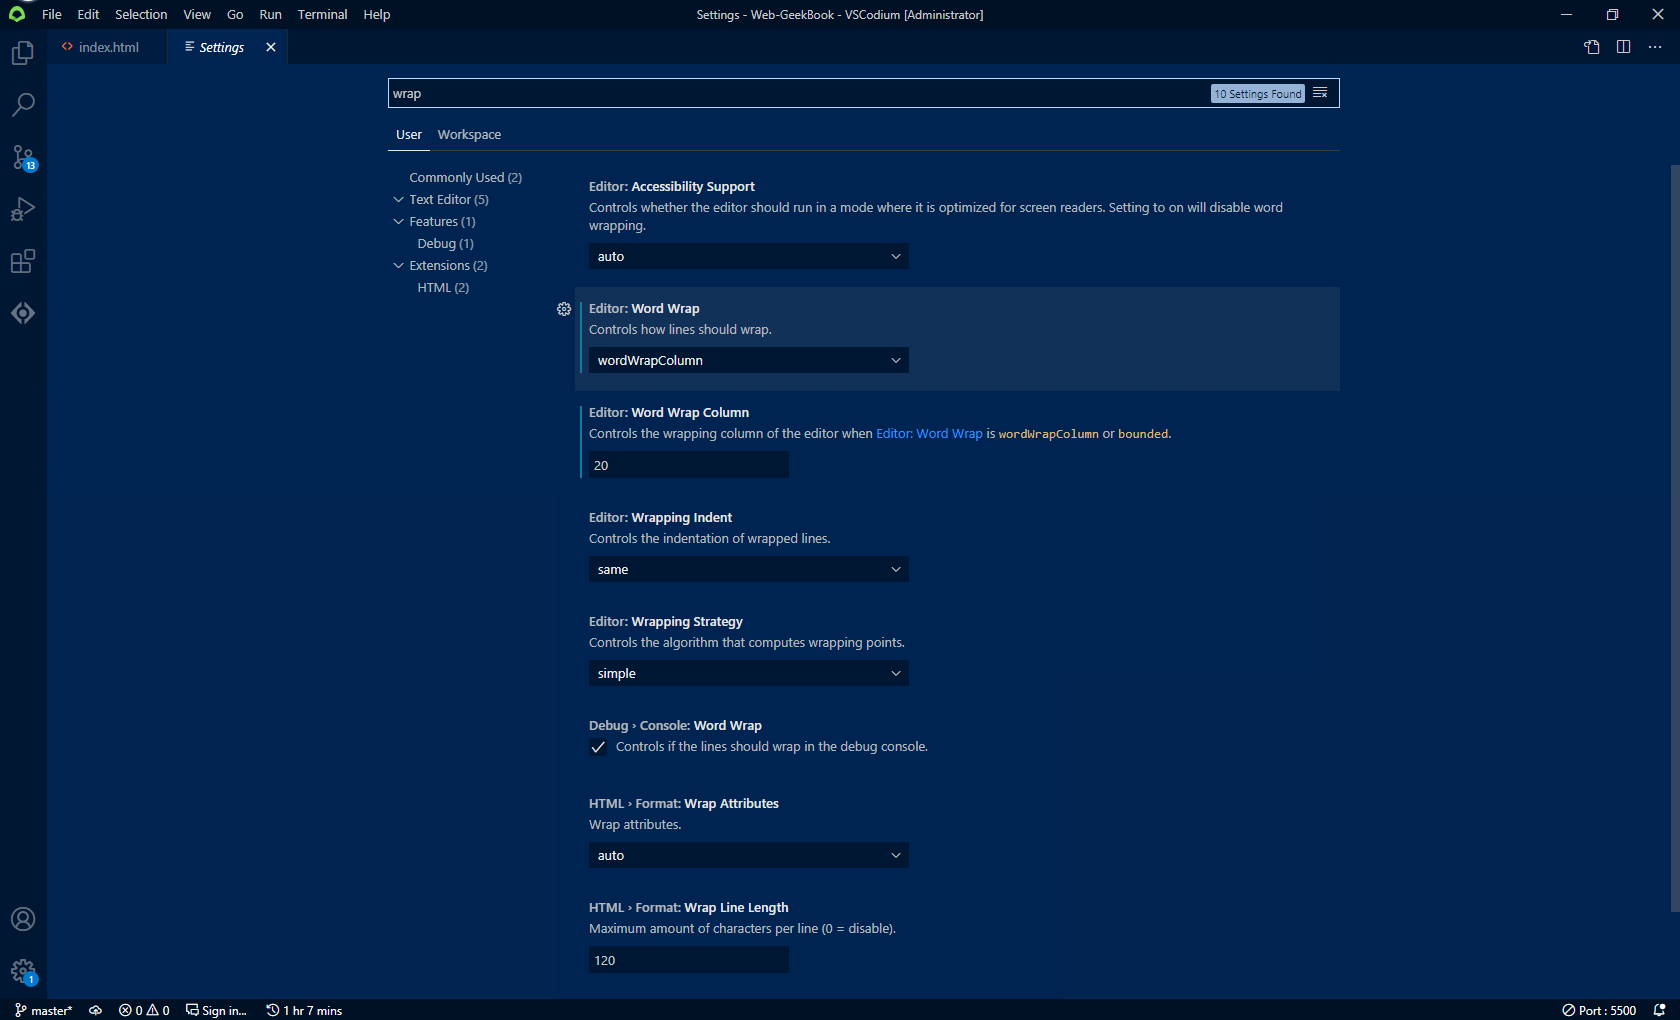 File Edit Selection View Go Run Terminal Help
Settings - Web-GeekBook - VSCodium [Administrator]
index.html
Settings
wrap
10 Settings Found
User Workspace
Commonly Used (2)
Text Editor (5)
Features (1)
Debug (1)
Extensions (2)
HTML (2)
Editor: Accessibility Support
Controls whether the editor should run in a mode where it is optimized for screen readers. Setting to on will disable word
wrapping.
auto
Editor: Word Wrap
Controls how lines should wrap.
wordWrapColumn
Editor: Word Wrap Column
Controls the wrapping column of the editor when Editor: Word Wrap is wordWrapColumn or bounded.
20
Editor: Wrapping Indent
Controls the indentation of wrapped lines.
same
Editor: Wrapping Strategy
Controls the algorithm that computes wrapping points.
simple
Debug › Console: Word Wrap
Controls if the lines should wrap in the debug console.
HTML › Format: Wrap Attributes
Wrap attributes.
auto
HTML › Format: Wrap Line Length
Maximum amount of characters per line (0 = disable).
120
13
1
master* 0 0 Sign in... 1 hr 7 mins
Port : 5500